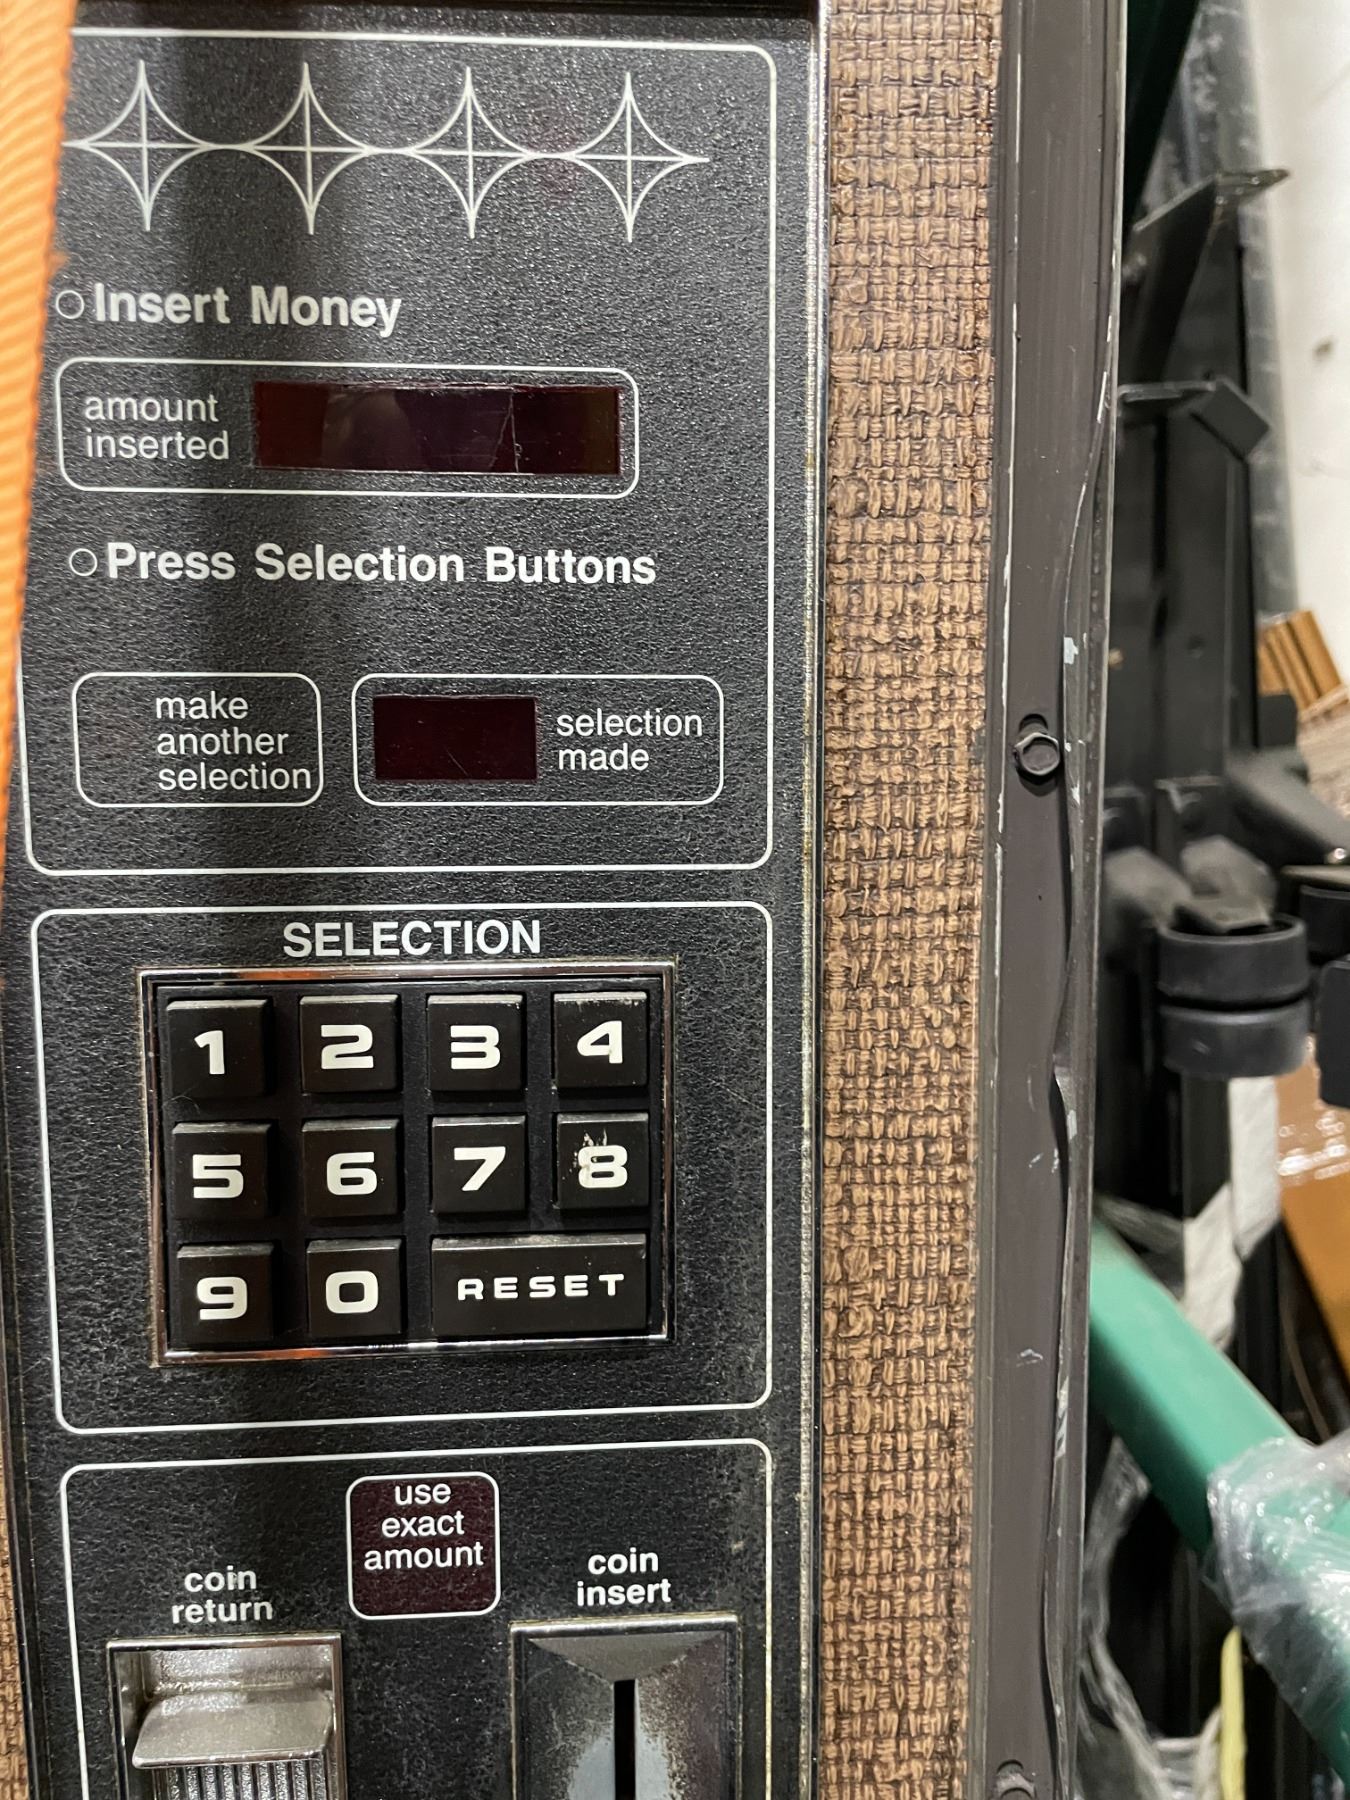 Insert Money
amount
inserted
Press Selection Buttons
make
another
selection
selection
made
SELECTION
1 2 3 4
5 6 7 8
9 0 RESET
use
exact
amount
coin
return
coin
insert